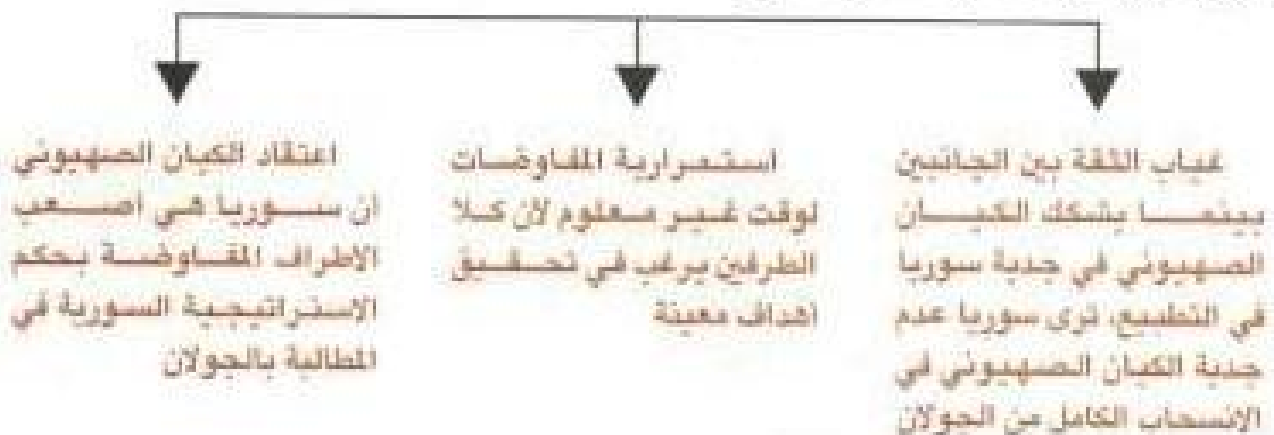 غياب الثقة بين الجانبين
بينما يشكك الكيان
الصهيوني في جدية سوريا
في التطبيع، ترى سوريا عدم
جدية الكيان الصهيوني في
الانسحاب الكامل من الجولان
استمرارية المفاوضات
لوقت غير معلوم لان كلا
الطرفين يرغب في تحقيق
أهداف معينة
اعتقاد الكيان الصهيوني
أن سوريا هي أصعب
الاطراف المفاوضة بحكم
الاستراتيجية السورية في
المطالبة بالجولان